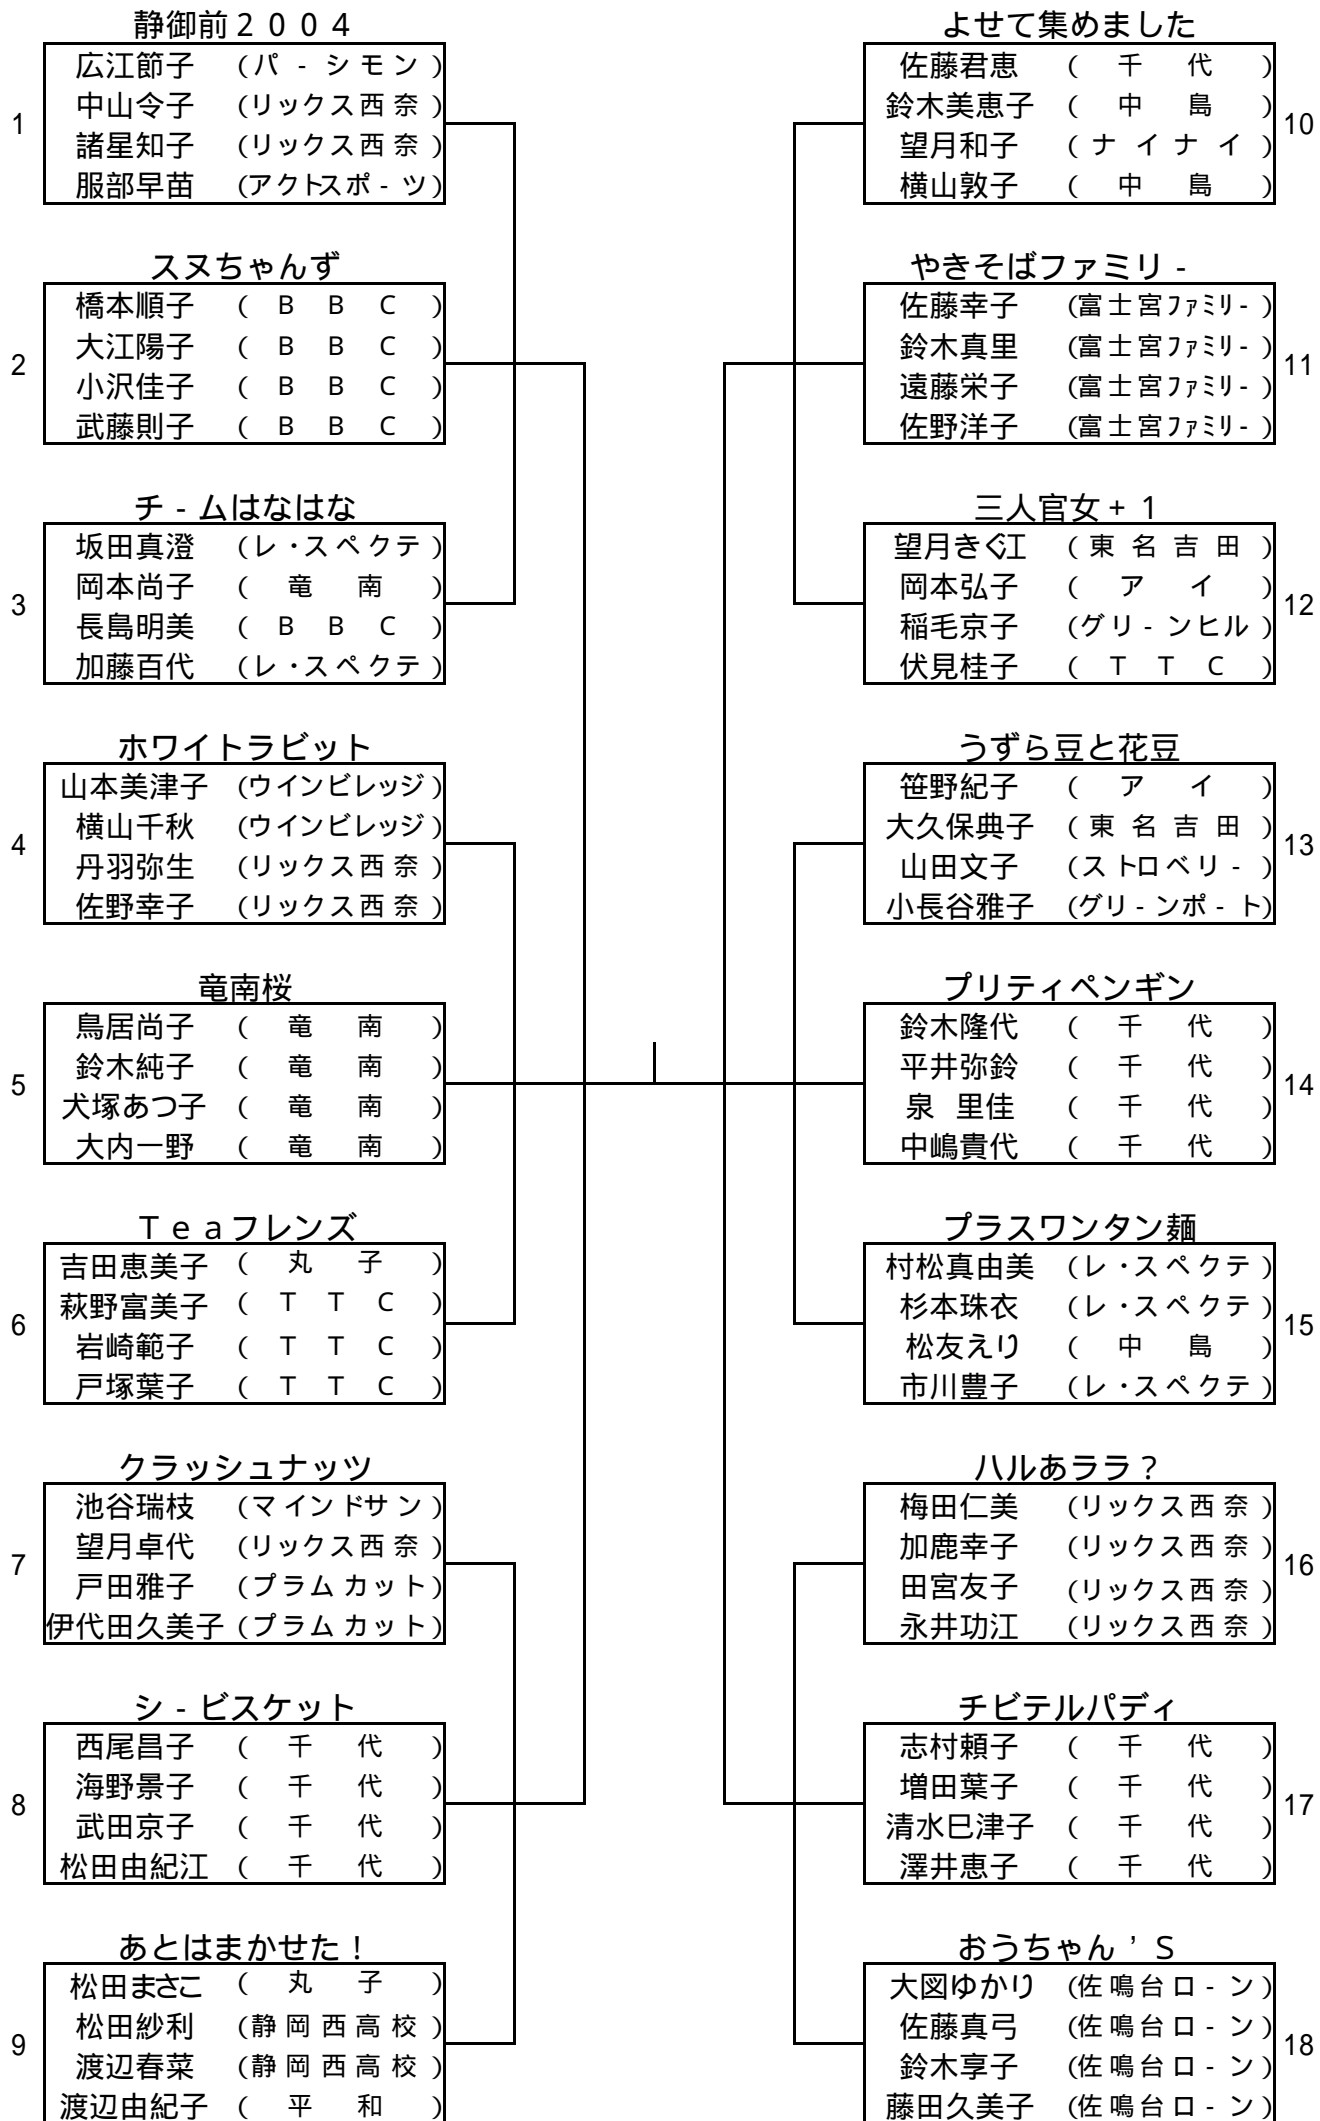 静御前２００４
広江節子 (パ-シモン)
1
中山令子 (リックス西奈)
諸星知子 (リックス西奈)
服部早苗 (アクトスポ-ツ)
スヌちゃんず
橋本順子 (ＢＢＣ)
大江陽子 (ＢＢＣ)
2
小沢佳子 (ＢＢＣ)
武藤則子 (ＢＢＣ)
チ-ムはなはな
坂田真澄 (レ・スペクテ)
岡本尚子 (竜南)
3
長島明美 (ＢＢＣ)
加藤百代 (レ・スペクテ)
ホワイトラビット
山本美津子 (ウインビレッジ)
横山千秋 (ウインビレッジ)
4
丹羽弥生 (リックス西奈)
佐野幸子 (リックス西奈)
竜南桜
鳥居尚子 (竜南)
鈴木純子 (竜南)
5
犬塚あつ子 (竜南)
大内一野 (竜南)
Ｔｅａフレンズ
吉田恵美子 (丸子)
萩野富美子 (ＴＴＣ)
6
岩崎範子 (ＴＴＣ)
戸塚葉子 (ＴＴＣ)
クラッシュナッツ
池谷瑞枝 (マインドサン)
望月卓代 (リックス西奈)
7
戸田雅子 (プラムカット)
伊代田久美子 (プラムカット)
シ-ビスケット
西尾昌子 (千代)
海野景子 (千代)
8
武田京子 (千代)
松田由紀江 (千代)
あとはまかせた！
松田まさこ (丸子)
松田紗利 (静岡西高校)
9
渡辺春菜 (静岡西高校)
渡辺由紀子 (平和)
よせて集めました
佐藤君恵 (千代)
鈴木美恵子 (中島)
10
望月和子 (ナイナイ)
横山敦子 (中島)
やきそばファミリ-
佐藤幸子 (富士宮ﾌｧﾐﾘ-)
鈴木真里 (富士宮ﾌｧﾐﾘ-)
11
遠藤栄子 (富士宮ﾌｧﾐﾘ-)
佐野洋子 (富士宮ﾌｧﾐﾘ-)
三人官女+１
望月きぐ江 (東名吉田)
岡本弘子 (アイ)
12
稲毛京子 (グリ-ンヒル)
伏見桂子 (ＴＴＣ)
うずら豆と花豆
笹野紀子 (アイ)
大久保典子 (東名吉田)
13
山田文子 (ストロベリ-)
小長谷雅子 (グリ-ンポ-ト)
プリティペンギン
鈴木隆代 (千代)
平井弥鈴 (千代)
14
泉 里佳 (千代)
中嶋貴代 (千代)
プラスワンタン麺
村松真由美 (レ・スペクテ)
杉本珠衣 (レ・スペクテ)
15
松友えり (中島)
市川豊子 (レ・スペクテ)
ハルあララ？
梅田仁美 (リックス西奈)
加鹿幸子 (リックス西奈)
16
田宮友子 (リックス西奈)
永井功江 (リックス西奈)
チビテルパディ
志村頼子 (千代)
増田葉子 (千代)
17
清水巳津子 (千代)
澤井恵子 (千代)
おうちゃん’Ｓ
大図ゆかり (佐鳴台ロ-ン)
佐藤真弓 (佐鳴台ロ-ン)
18
鈴木享子 (佐鳴台ロ-ン)
藤田久美子 (佐鳴台ロ-ン)